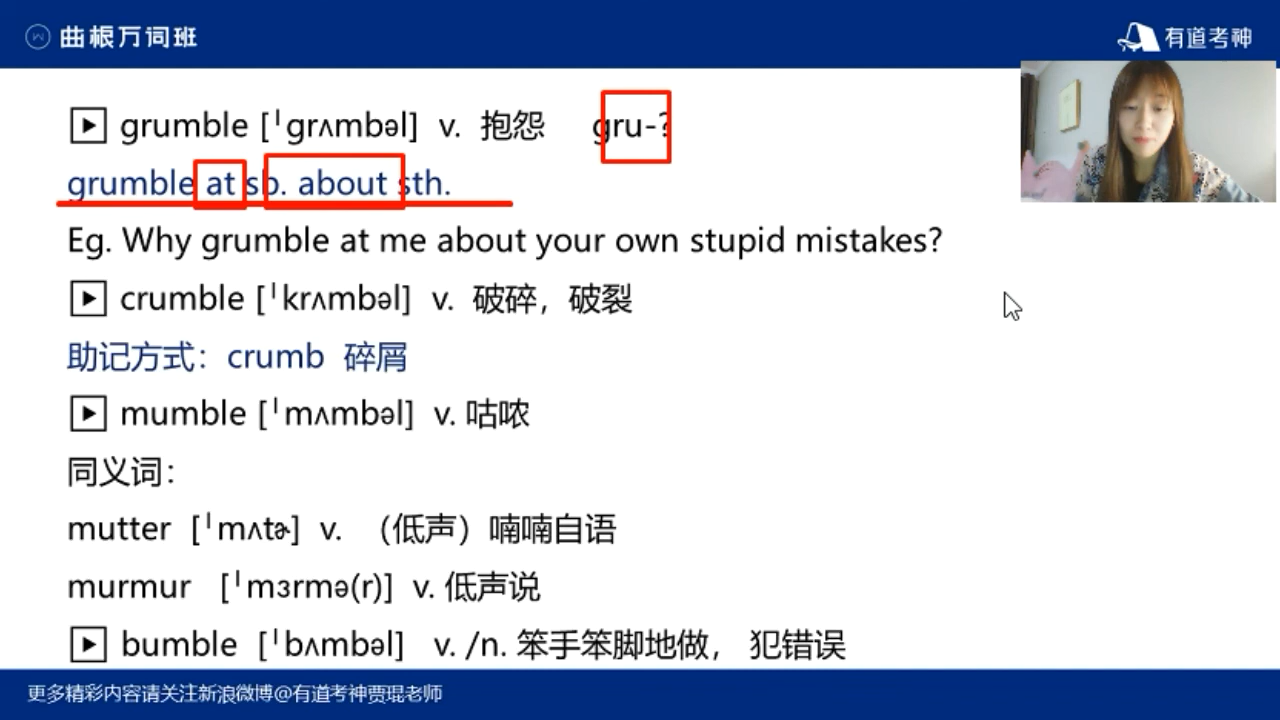 曲根万词班
有道考神
grumble [ˈgrʌmbəl] v. 抱怨 gru-?
grumble at sb. about sth.
Eg. Why grumble at me about your own stupid mistakes?
crumble [ˈkrʌmbəl] v. 破碎，破裂
助记方式：crumb 碎屑
mumble [ˈmʌmbəl] v. 咕哝
同义词：
mutter [ˈmʌtɚ] v. （低声）喃喃自语
murmur [ˈmɜrmə(r)] v. 低声说
bumble [ˈbʌmbəl] v. /n. 笨手笨脚地做， 犯错误
更多精彩内容请关注新浪微博@有道考神贾琨老师